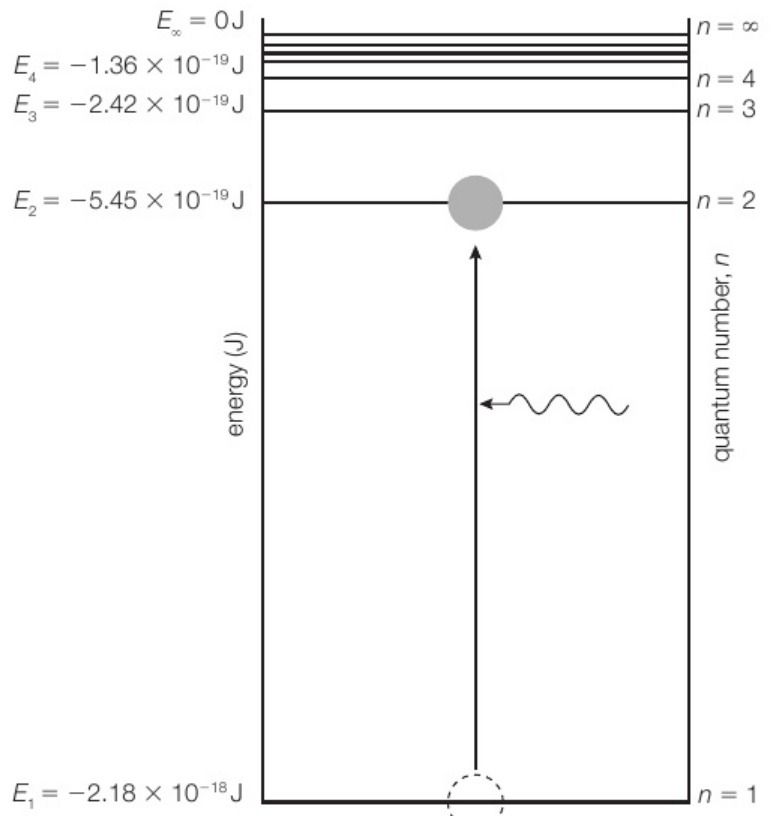 E∞ = 0 J
n = ∞
E₄ = −1.36 × 10⁻¹⁹ J
n = 4
E₃ = −2.42 × 10⁻¹⁹ J
n = 3
E₂ = −5.45 × 10⁻¹⁹ J
n = 2
energy (J)
quantum number, n
E₁ = −2.18 × 10⁻¹⁸ J
n = 1